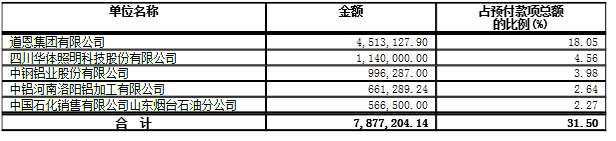 单位名称 金额 占预付款项总额
的比例(%)
道恩集团有限公司 4,513,127.90 18.05
四川华体照明科技股份有限公司 1,140,000.00 4.56
中钢铝业股份有限公司 996,287.00 3.98
中铝河南洛阳铝加工有限公司 661,289.24 2.64
中国石化销售有限公司山东烟台石油分公司 566,500.00 2.27
合 计 7,877,204.14 31.50